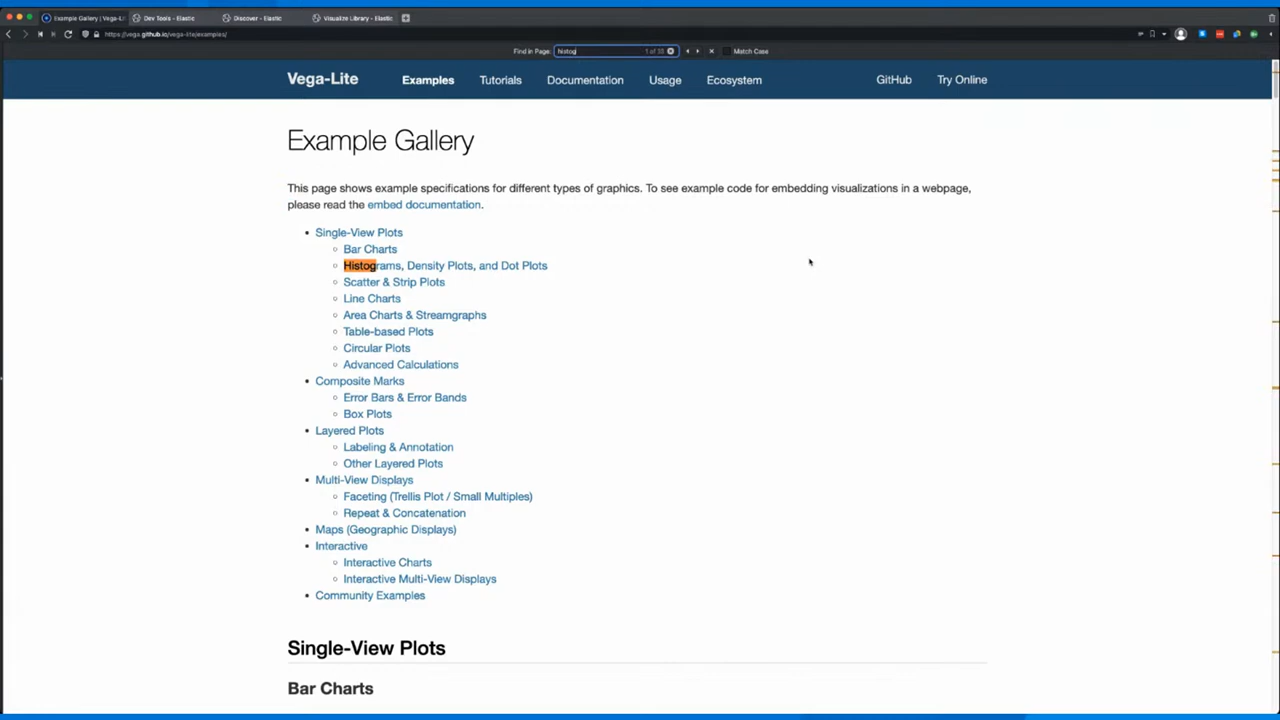 Example Gallery | Vega-Li
Dev Tools - Elastic
Discover - Elastic
Visualize Library - Elastic
https://vega.github.io/vega-lite/examples/
Find in Page:
histog
Match Case
Vega-Lite
Examples
Tutorials
Documentation
Usage
Ecosystem
GitHub
Try Online
Example Gallery
This page shows example specifications for different types of graphics. To see example code for embedding visualizations in a webpage,
please read the embed documentation.
Single-View Plots
Bar Charts
Histograms, Density Plots, and Dot Plots
Scatter & Strip Plots
Line Charts
Area Charts & Streamgraphs
Table-based Plots
Circular Plots
Advanced Calculations
Composite Marks
Error Bars & Error Bands
Box Plots
Layered Plots
Labeling & Annotation
Other Layered Plots
Multi-View Displays
Faceting (Trellis Plot / Small Multiples)
Repeat & Concatenation
Maps (Geographic Displays)
Interactive
Interactive Charts
Interactive Multi-View Displays
Community Examples
Single-View Plots
Bar Charts